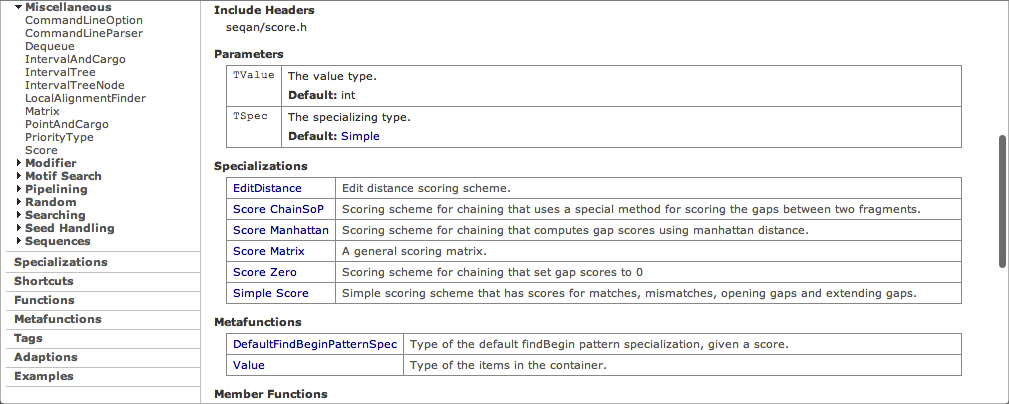 Miscellaneous
CommandLineOption
CommandLineParser
Dequeue
IntervalAndCargo
IntervalTree
IntervalTreeNode
LocalAlignmentFinder
Matrix
PointAndCargo
PriorityType
Score
Modifier
Motif Search
Pipelining
Random
Searching
Seed Handling
Sequences
Specializations
Shortcuts
Functions
Metafunctions
Tags
Adaptions
Examples
Include Headers
seqan/score.h
Parameters
TValue The value type.
Default: int
TSpec The specializing type.
Default: Simple
Specializations
EditDistance Edit distance scoring scheme.
Score ChainSoP Scoring scheme for chaining that uses a special method for scoring the gaps between two fragments.
Score Manhattan Scoring scheme for chaining that computes gap scores using manhattan distance.
Score Matrix A general scoring matrix.
Score Zero Scoring scheme for chaining that set gap scores to 0
Simple Score Simple scoring scheme that has scores for matches, mismatches, opening gaps and extending gaps.
Metafunctions
DefaultFindBeginPatternSpec Type of the default findBegin pattern specialization, given a score.
Value Type of the items in the container.
Member Functions